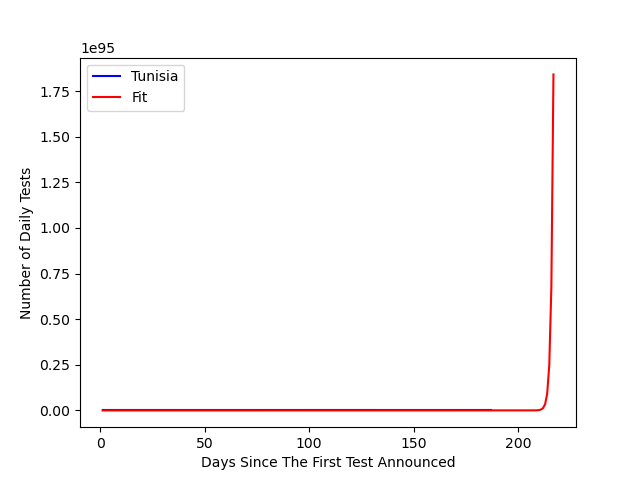 1e95
Tunisia
Fit
1.75
1.50
1.25
1.00
0.75
0.50
0.25
0.00
Number of Daily Tests
0 50 100 150 200
Days Since The First Test Announced